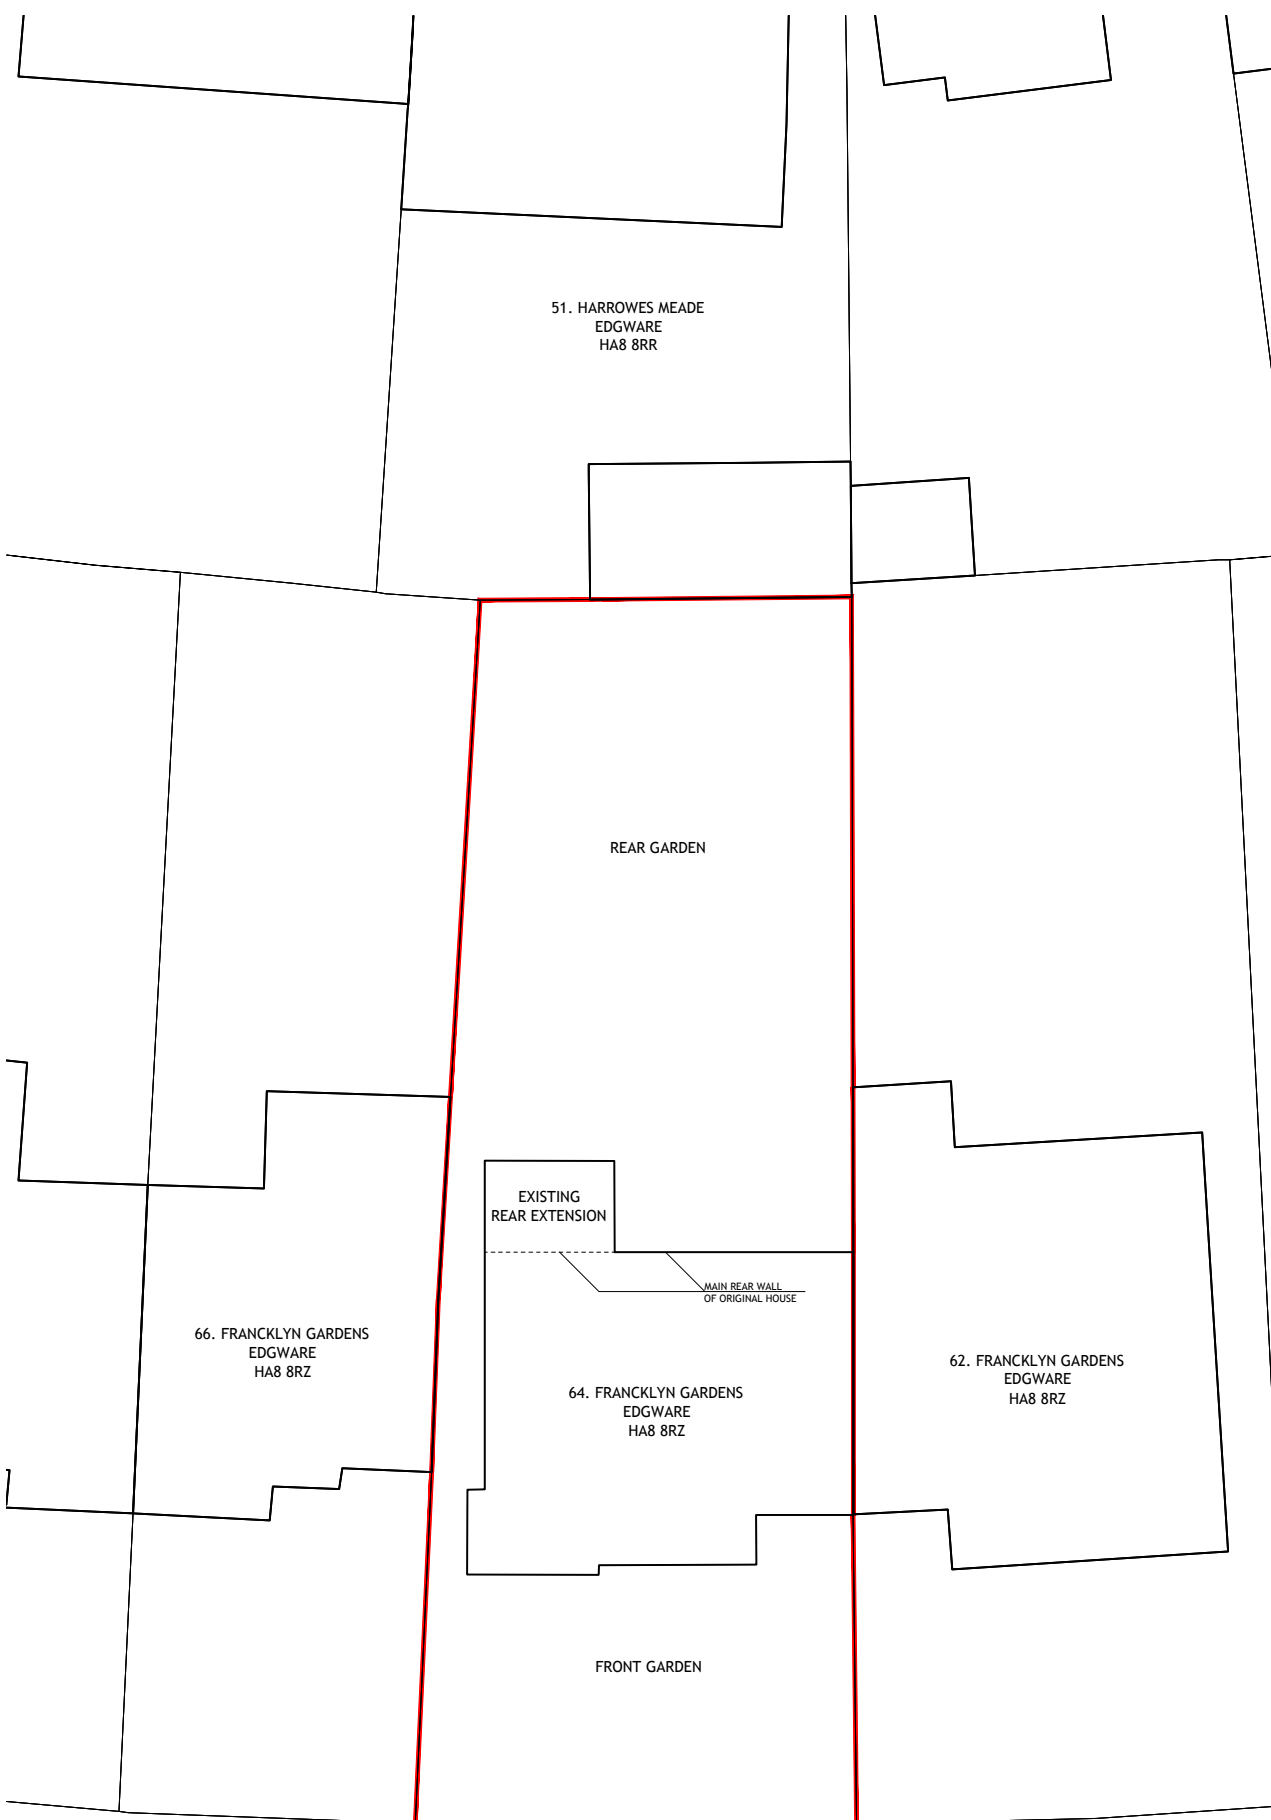 51. HARROWES MEADE
EDGWARE
HA8 8RR
REAR GARDEN
EXISTING
REAR EXTENSION
MAIN REAR WALL
OF ORIGINAL HOUSE
66. FRANCKLYN GARDENS
EDGWARE
HA8 8RZ
64. FRANCKLYN GARDENS
EDGWARE
HA8 8RZ
62. FRANCKLYN GARDENS
EDGWARE
HA8 8RZ
FRONT GARDEN